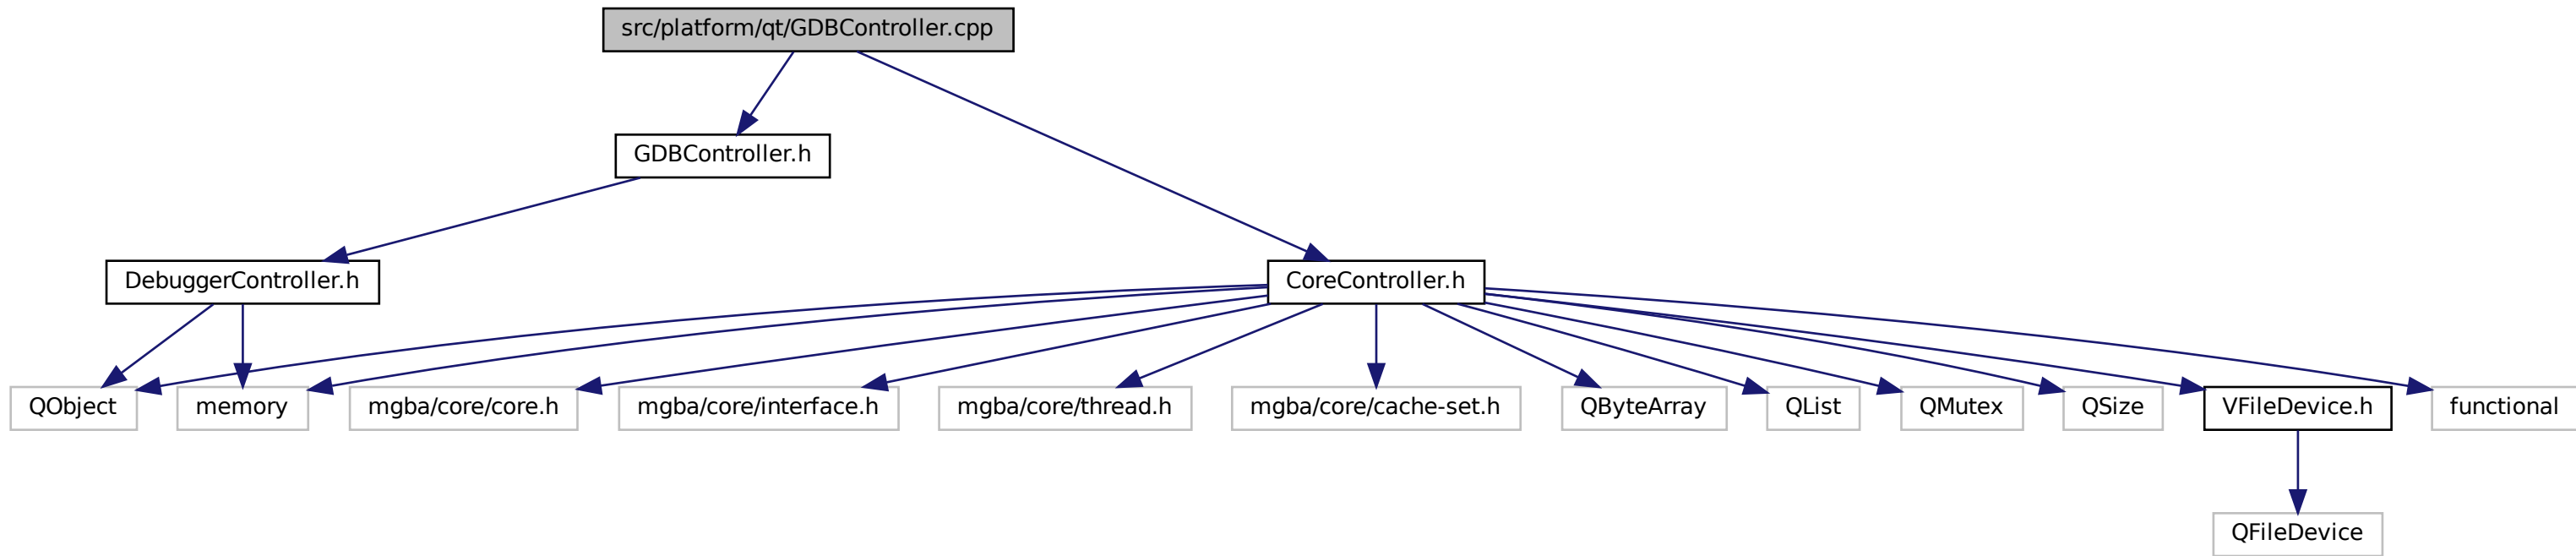 src/platform/qt/GDBController.cpp
GDBController.h
DebuggerController.h
CoreController.h
QObject
memory
mgba/core/core.h
mgba/core/interface.h
mgba/core/thread.h
mgba/core/cache-set.h
QByteArray
QList
QMutex
QSize
VFileDevice.h
functional
QFileDevice